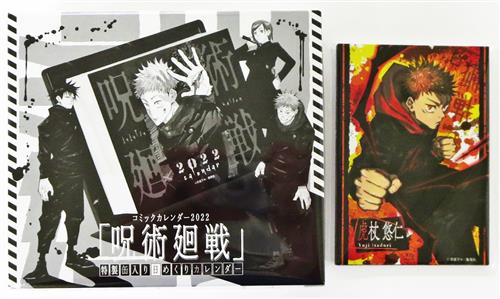 呪術
廻戦
2022
calendar
コミックカレンダー2022
「呪術廻戦」
特製缶入り日めくりカレンダー
虎杖 悠仁
Yuji Itadori